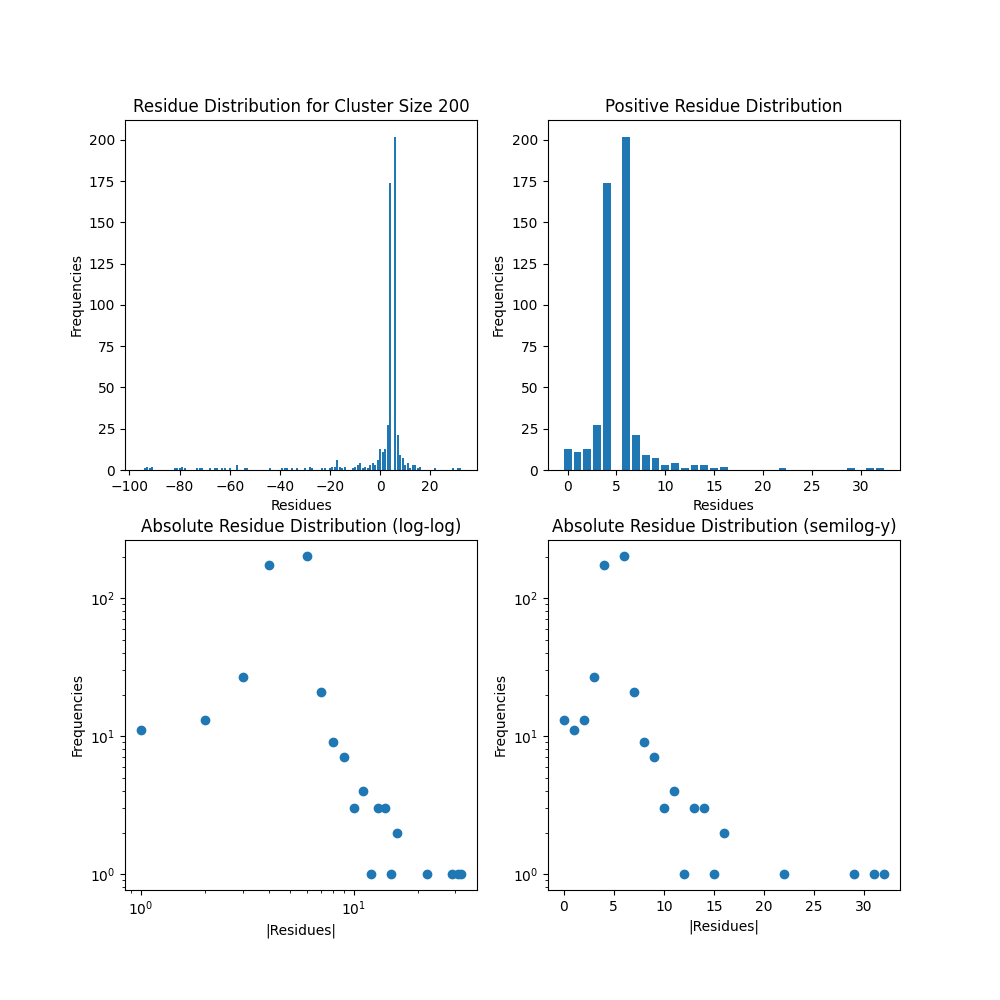 Residue Distribution for Cluster Size 200
Frequencies
200
175
150
125
100
75
50
25
0
−100 −80 −60 −40 −20 0 20
Residues
Positive Residue Distribution
Frequencies
200
175
150
125
100
75
50
25
0
0 5 10 15 20 25 30
Residues
Absolute Residue Distribution (log-log)
Frequencies
10²
10¹
10⁰
10⁰ 10¹
|Residues|
Absolute Residue Distribution (semilog-y)
Frequencies
10²
10¹
10⁰
0 5 10 15 20 25 30
|Residues|